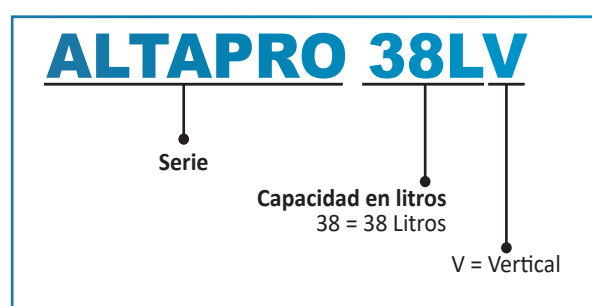 ALTAPRO 38LV
Serie
Capacidad en litros
38 = 38 Litros
V = Vertical